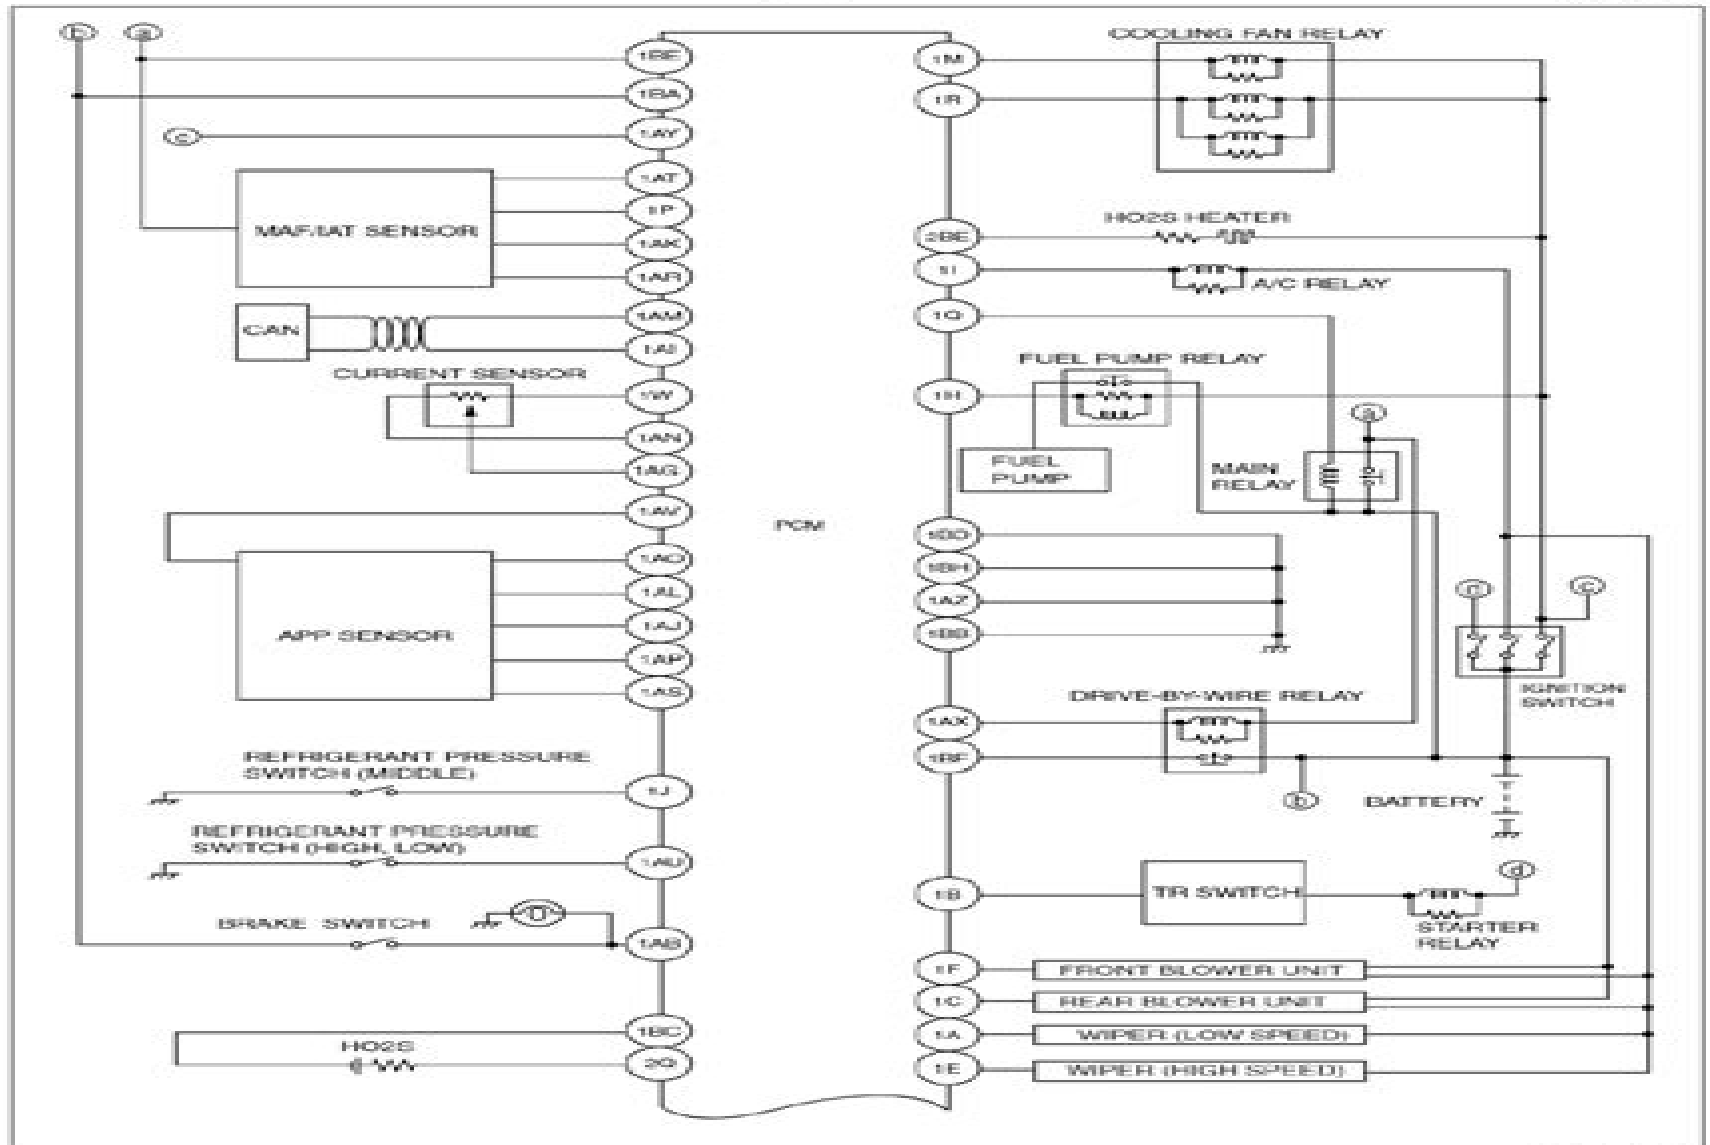 b
a
1BE
1BA
c
1AY
1AT
1P
1AK
1AR
MAF/IAT SENSOR
CAN
1AM
1AI
CURRENT SENSOR
1W
1AN
1AG
1AV
1AO
1AL
1AJ
1AP
1AS
APP SENSOR
REFRIGERANT PRESSURE
SWITCH (MIDDLE)
1J
REFRIGERANT PRESSURE
SWITCH (HIGH, LOW)
1AU
BRAKE SWITCH
1AB
1BC
HO2S
2Q
PCM
COOLING FAN RELAY
1M
1R
HO2S HEATER
2BE
1I
A/C RELAY
1Q
FUEL PUMP RELAY
1H
a
FUEL
PUMP
MAIN
RELAY
1BD
1BH
1AZ
1BB
c
IGNITION
SWITCH
DRIVE-BY-WIRE RELAY
1AX
1BF
b
BATTERY
1B
TR SWITCH
d
STARTER
RELAY
1F
FRONT BLOWER UNIT
1C
REAR BLOWER UNIT
1A
WIPER (LOW SPEED)
1E
WIPER (HIGH SPEED)